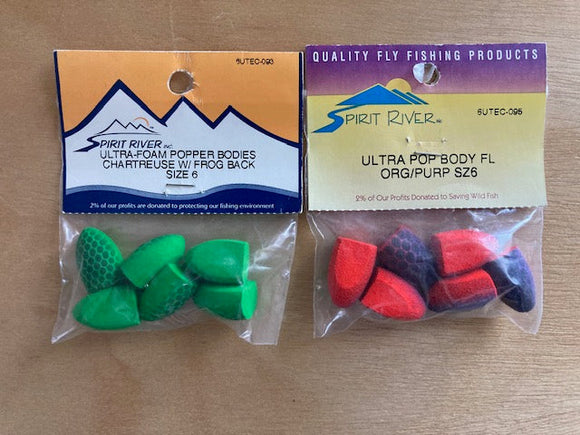 6UTEC-093
SPIRIT RIVER INC
ULTRA-FOAM POPPER BODIES
CHARTREUSE W/ FROG BACK
SIZE 6
2% of our profits are donated to protecting our fishing environment
QUALITY FLY FISHING PRODUCTS
6UTEC-095
SPIRIT RIVER INC
ULTRA POP BODY FL
ORG/PURP SZ6
2% of Our Profits Donated to Saving Wild Fish